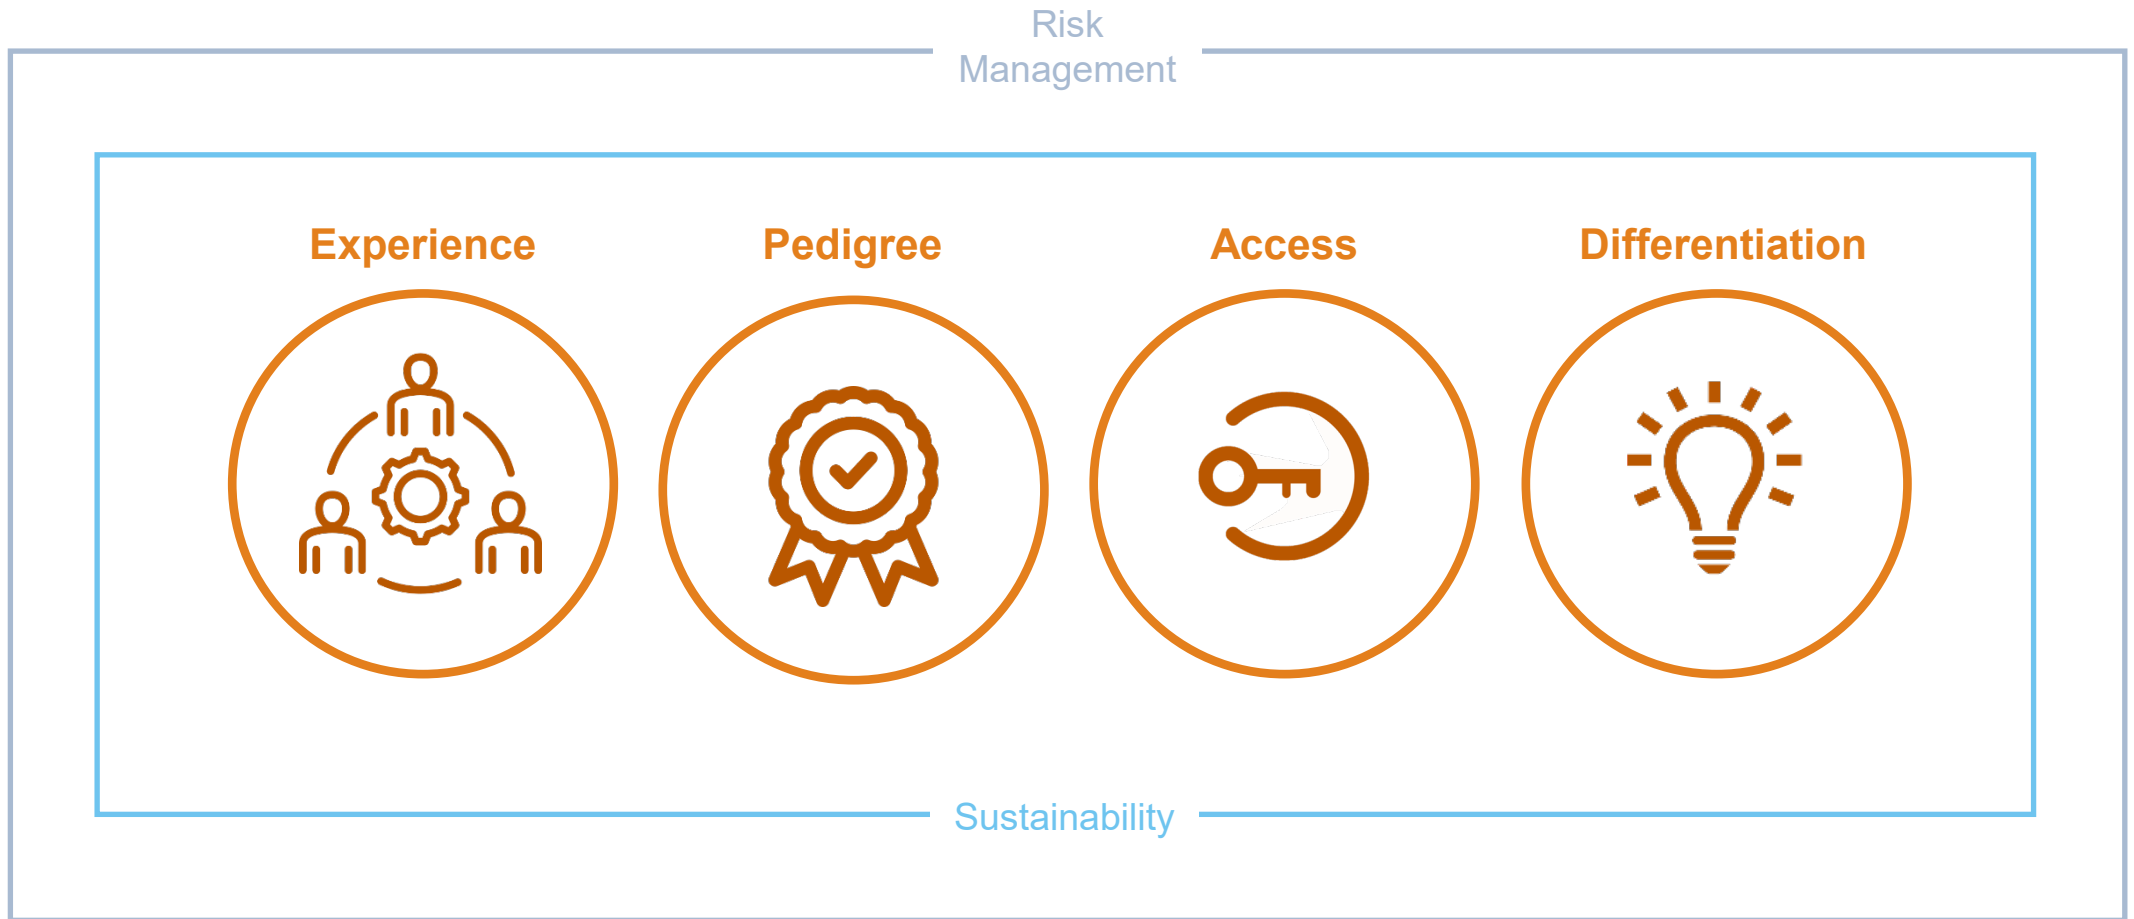 Risk
Management
Experience
Pedigree
Access
Differentiation
Sustainability